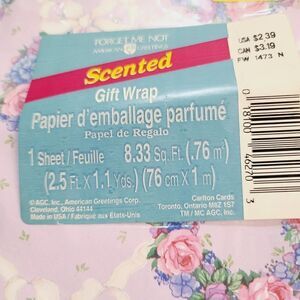 FORGET ME NOT
AMERICAN GREETINGS
USA $2.39
CAN $3.19
FW 1473 N
Scented
Gift Wrap
Papier d'emballage parfumé
Papel de Regalo
1 Sheet/Feuille 8.33 Sq. Ft. (.76 m²)
(2.5 Ft. X 1.1 Yds.) (76 cm X 1 m)
© AGC, Inc., American Greetings Corp.
Cleveland, Ohio 44144
Made in USA / Fabriqué aux États-Unis
Carlton Cards
Toronto, Ontario M8Z 1S7
TM / MC AGC, Inc.
0 18100 46270 3